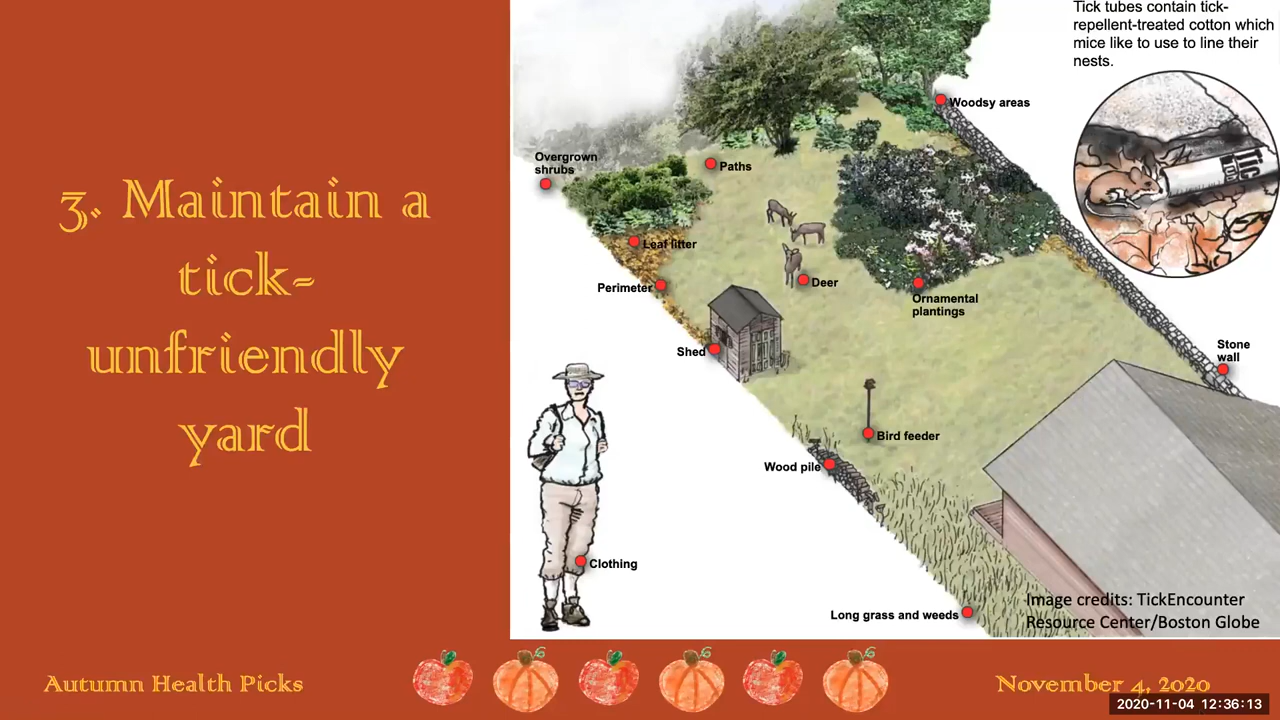 3. Maintain a
tick-
unfriendly
yard
Tick tubes contain tick-
repellent-treated cotton which
mice like to use to line their
nests.
Woodsy areas
Overgrown
shrubs
Paths
Leaf litter
Deer
Perimeter
Ornamental
plantings
Shed
Stone
wall
Bird feeder
Wood pile
Clothing
Long grass and weeds
Image credits: TickEncounter
Resource Center/Boston Globe
Autumn Health Picks
November 4, 2020
2020-11-04 12:36:13